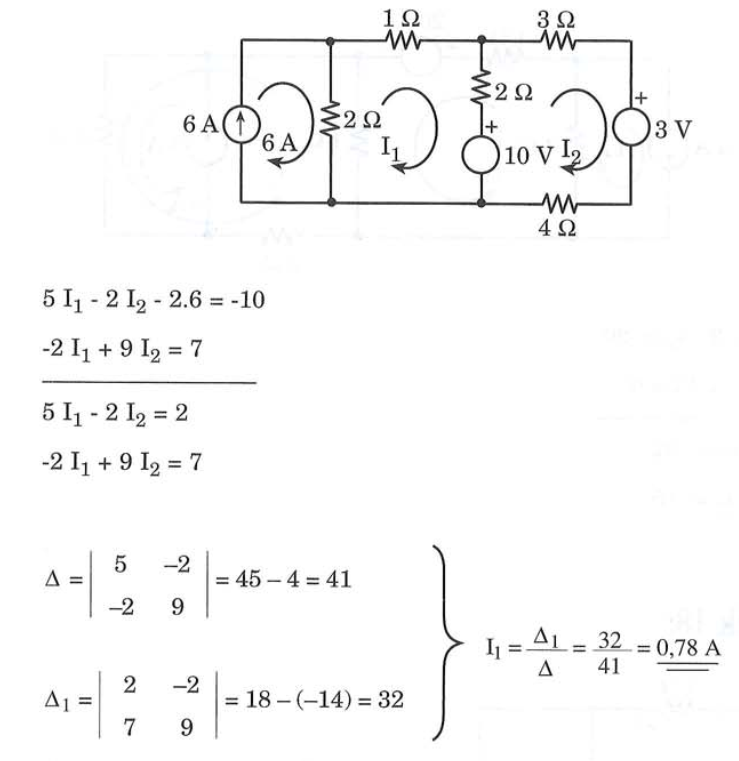 1 Ω 3 Ω
6 A 6 A 2 Ω I₁ 2 Ω + 10 V I₂ + 3 V
4 Ω
5 I₁ - 2 I₂ - 2.6 = -10
-2 I₁ + 9 I₂ = 7
5 I₁ - 2 I₂ = 2
-2 I₁ + 9 I₂ = 7
Δ = | 5 –2 | = 45 – 4 = 41
| –2 9 |
I₁ = Δ₁ / Δ = 32 / 41 = 0,78 A
Δ₁ = | 2 –2 | = 18 – (–14) = 32
| 7 9 |